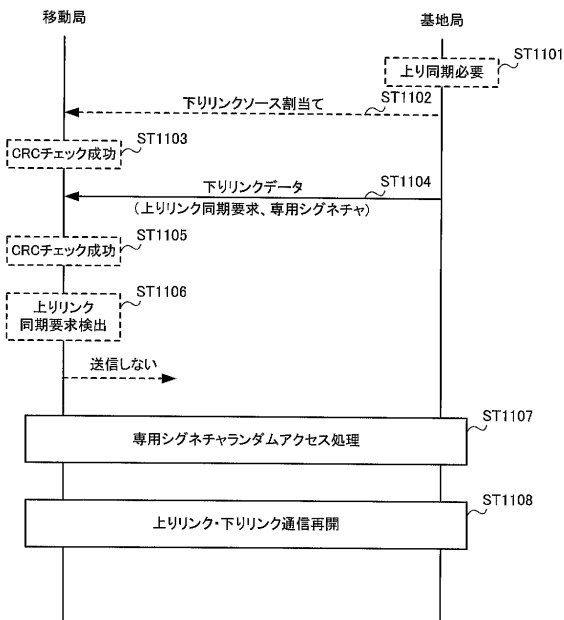 移動局
基地局
ST1101
上り同期必要
下りリンクソース割当て
ST1102
ST1103
CRCチェック成功
下りリンクデータ
ST1104
(上りリンク同期要求、専用シグネチャ)
ST1105
CRCチェック成功
ST1106
上りリンク
同期要求検出
送信しない
ST1107
専用シグネチャランダムアクセス処理
ST1108
上りリンク・下りリンク通信再開